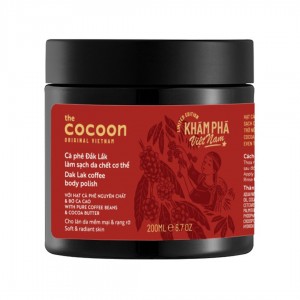 the
cocoon
ORIGINAL VIETNAM
Cà phê Đắk Lắk
làm sạch da chết cơ thể
Dak Lak coffee
body polish
VỚI HẠT CÀ PHÊ NGUYÊN CHẤT
& BƠ CA CAO
WITH PURE COFFEE BEANS
& COCOA BUTTER
Cho làn da mềm mại & rạng rỡ
Soft & radiant skin
LIMITED EDITION
KHÁM PHÁ
Việt Nam
200ML ℮ 6.7OZ